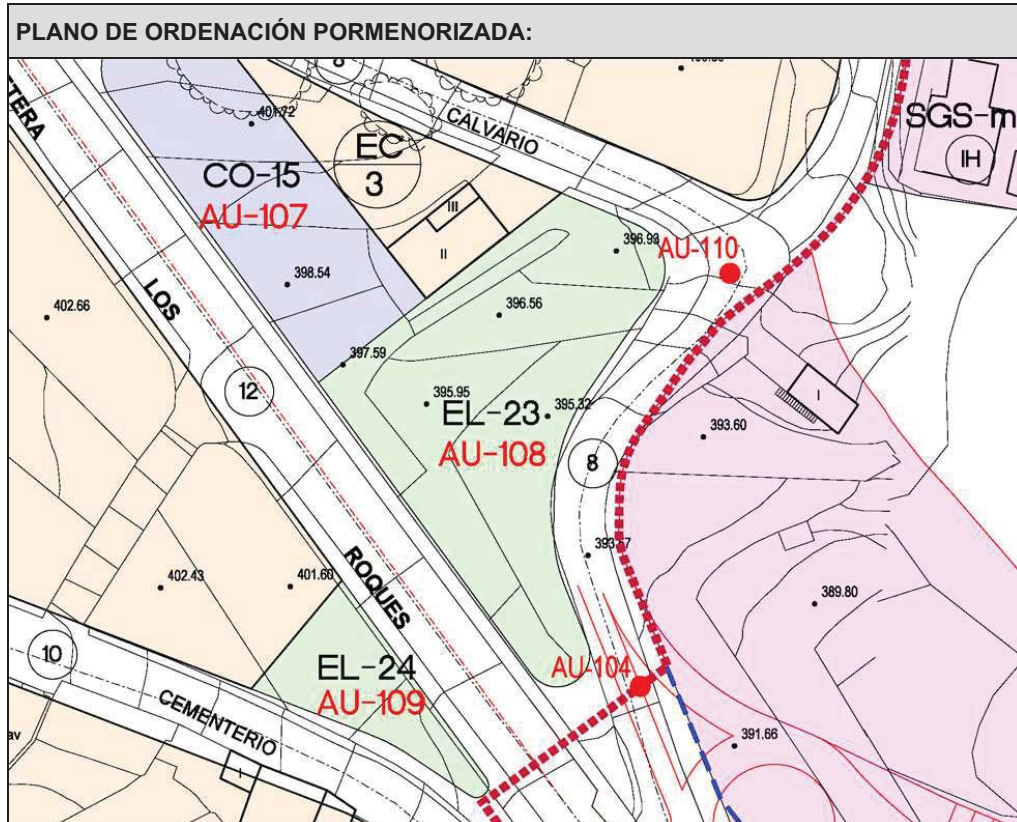 PLANO DE ORDENACIÓN PORMENORIZADA:
401.72
CALVARIO
SGS-m
IH
EC
3
CO-15
AU-107
III
II
396.93
AU-110
398.54
402.66
LOS
396.56
397.59
12
395.95
395.32
EL-23
AU-108
I
393.60
8
ROQUES
402.43
401.60
389.80
10
EL-24
AU-109
AU-104
CEMENTERIO
391.66
I